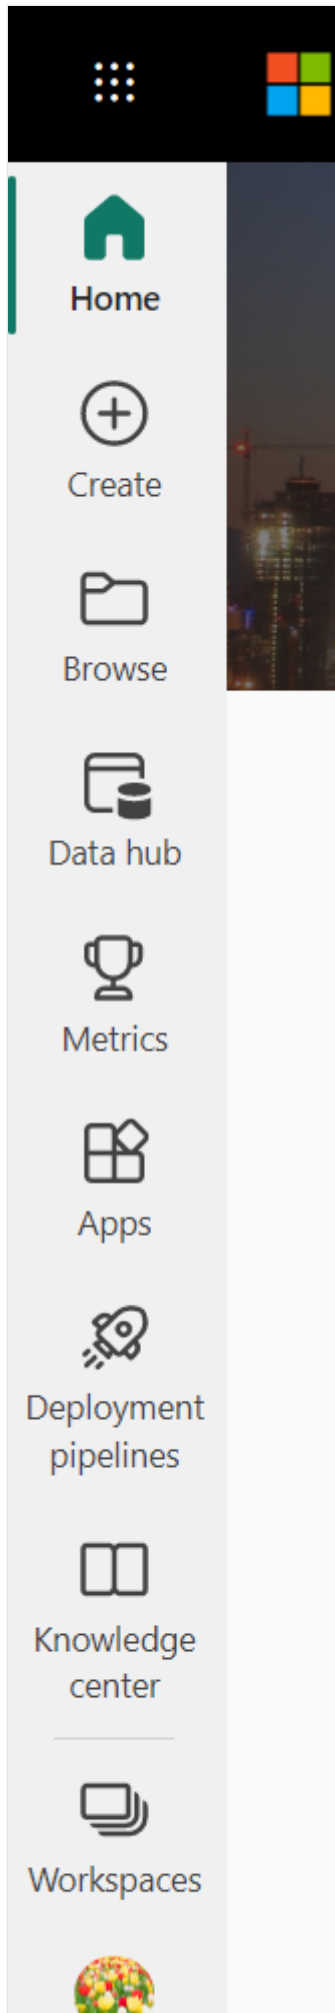 Home
Create
Browse
Data hub
Metrics
Apps
Deployment
pipelines
Knowledge
center
Workspaces